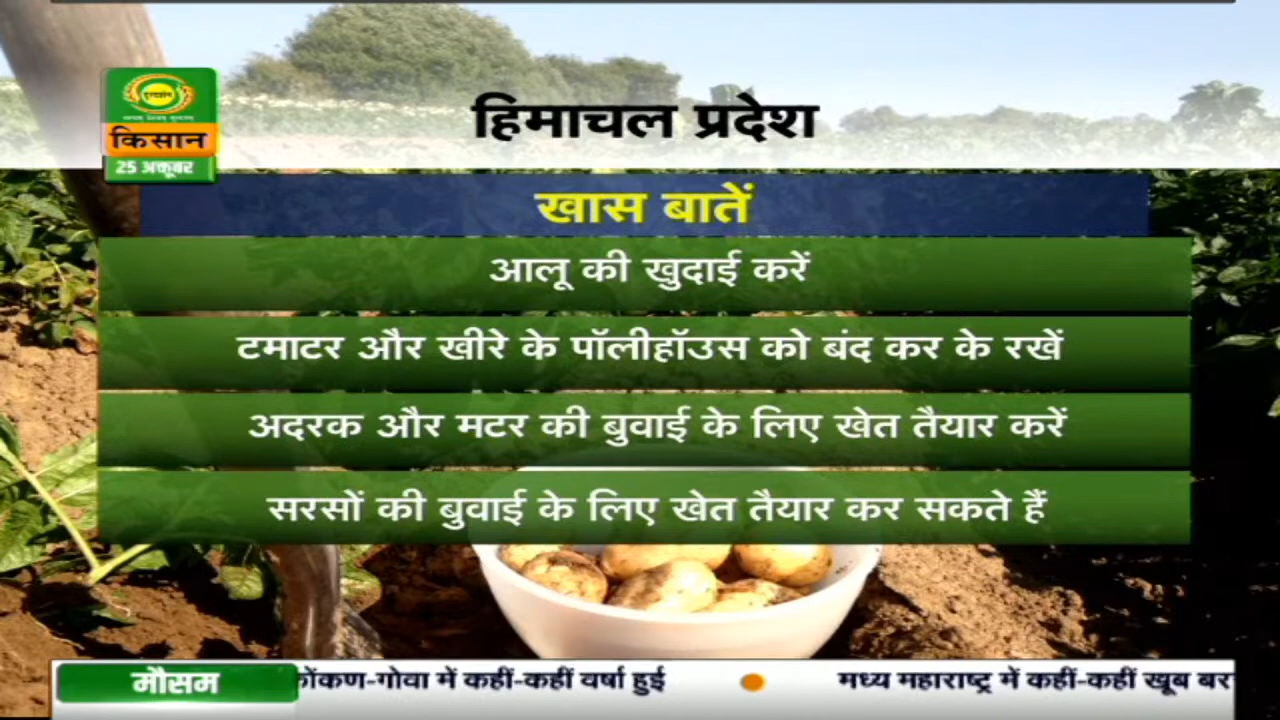 हिमाचल प्रदेश
किसान
25 अक्तूबर
खास बातें
आलू की खुदाई करें
टमाटर और खीरे के पॉलीहॉउस को बंद कर के रखें
अदरक और मटर की बुवाई के लिए खेत तैयार करें
सरसों की बुवाई के लिए खेत तैयार कर सकते हैं
मौसम
कोंकण-गोवा में कहीं-कहीं वर्षा हुई
मध्य महाराष्ट्र में कहीं-कहीं खूब